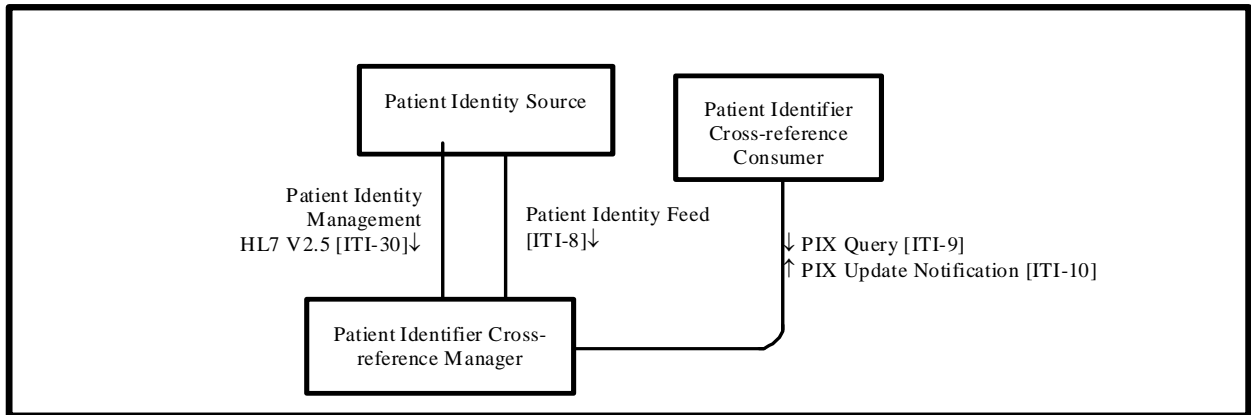 Patient Identity Source
Patient Identifier
Cross-reference
Consumer
Patient Identity
Management
HL7 V2.5 [ITI-30]↓
Patient Identity Feed
[ITI-8]↓
↓ PIX Query [ITI-9]
↑ PIX Update Notification [ITI-10]
Patient Identifier Cross-
reference Manager